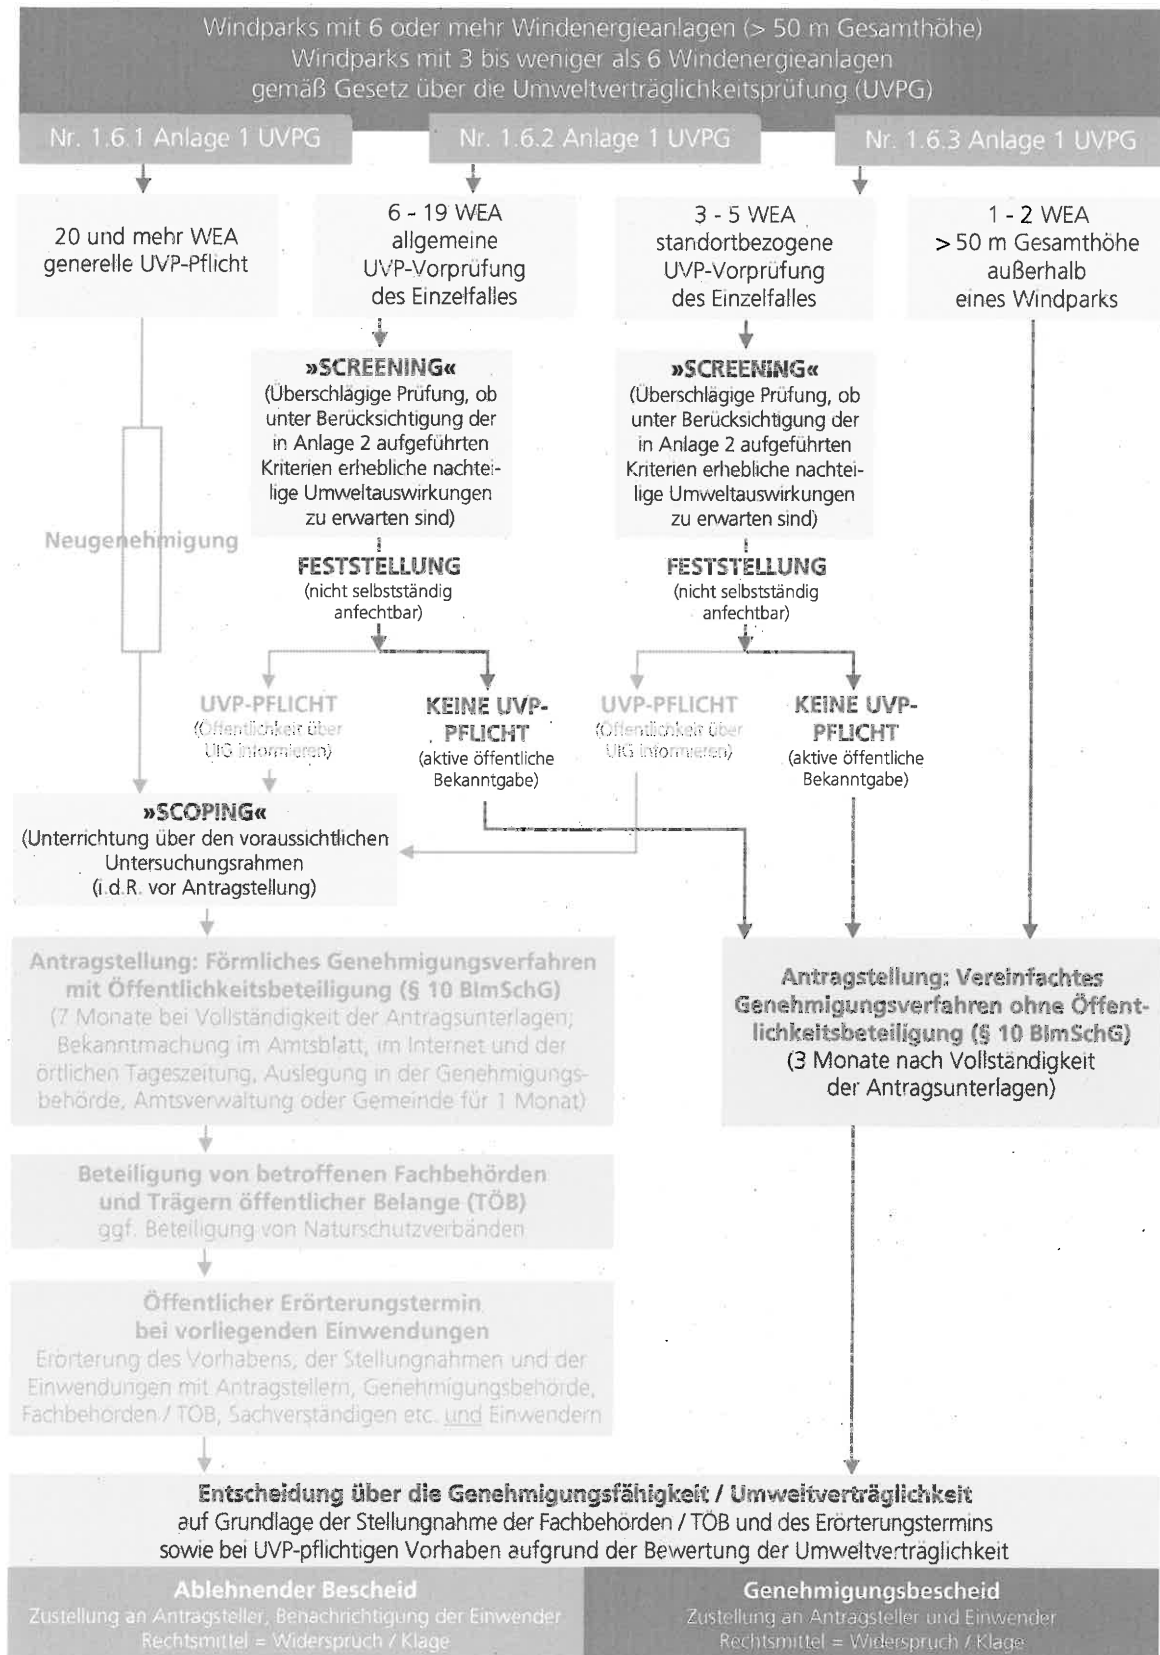 Windparks mit 6 oder mehr Windenergieanlagen (> 50 m Gesamthöhe)
Windparks mit 3 bis weniger als 6 Windenergieanlagen
gemäß Gesetz über die Umweltverträglichkeitsprüfung (UVPG)
Nr. 1.6.1 Anlage 1 UVPG
Nr. 1.6.2 Anlage 1 UVPG
Nr. 1.6.3 Anlage 1 UVPG
20 und mehr WEA
generelle UVP-Pflicht
6 - 19 WEA
allgemeine
UVP-Vorprüfung
des Einzelfalles
3 - 5 WEA
standortbezogene
UVP-Vorprüfung
des Einzelfalles
1 - 2 WEA
> 50 m Gesamthöhe
außerhalb
eines Windparks
»SCREENING«
(Überschlägige Prüfung, ob
unter Berücksichtigung der
in Anlage 2 aufgeführten
Kriterien erhebliche nachtei-
lige Umweltauswirkungen
zu erwarten sind)
»SCREENING«
(Überschlägige Prüfung, ob
unter Berücksichtigung der
in Anlage 2 aufgeführten
Kriterien erhebliche nachtei-
lige Umweltauswirkungen
zu erwarten sind)
Neugenehmigung
FESTSTELLUNG
(nicht selbstständig
anfechtbar)
FESTSTELLUNG
(nicht selbstständig
anfechtbar)
UVP-PFLICHT
(Öffentlichkeit über
UIG informieren)
KEINE UVP-
PFLICHT
(aktive öffentliche
Bekanntgabe)
UVP-PFLICHT
(Öffentlichkeit über
UIG informieren)
KEINE UVP-
PFLICHT
(aktive öffentliche
Bekanntgabe)
»SCOPING«
(Unterrichtung über den voraussichtlichen
Untersuchungsrahmen
(i.d.R. vor Antragstellung)
Antragstellung: Förmliches Genehmigungsverfahren
mit Öffentlichkeitsbeteiligung (§ 10 BImSchG)
(7 Monate bei Vollständigkeit der Antragsunterlagen;
Bekanntmachung im Amtsblatt, im Internet und der
örtlichen Tageszeitung, Auslegung in der Genehmigungs-
behörde, Amtsverwaltung oder Gemeinde für 1 Monat)
Antragstellung: Vereinfachtes
Genehmigungsverfahren ohne Öffent-
lichkeitsbeteiligung (§ 10 BImSchG)
(3 Monate nach Vollständigkeit
der Antragsunterlagen)
Beteiligung von betroffenen Fachbehörden
und Trägern öffentlicher Belange (TÖB)
ggf. Beteiligung von Naturschutzverbänden
Öffentlicher Erörterungstermin
bei vorliegenden Einwendungen
Erörterung des Vorhabens, der Stellungnahmen und der
Einwendungen mit Antragstellern, Genehmigungsbehörde,
Fachbehörden / TÖB, Sachverständigen etc. und Einwendern
Entscheidung über die Genehmigungsfähigkeit / Umweltverträglichkeit
auf Grundlage der Stellungnahme der Fachbehörden / TÖB und des Erörterungstermins
sowie bei UVP-pflichtigen Vorhaben aufgrund der Bewertung der Umweltverträglichkeit
Ablehnender Bescheid
Zustellung an Antragsteller, Benachrichtigung der Einwender
Rechtsmittel = Widerspruch / Klage
Genehmigungsbescheid
Zustellung an Antragsteller und Einwender
Rechtsmittel = Widerspruch / Klage